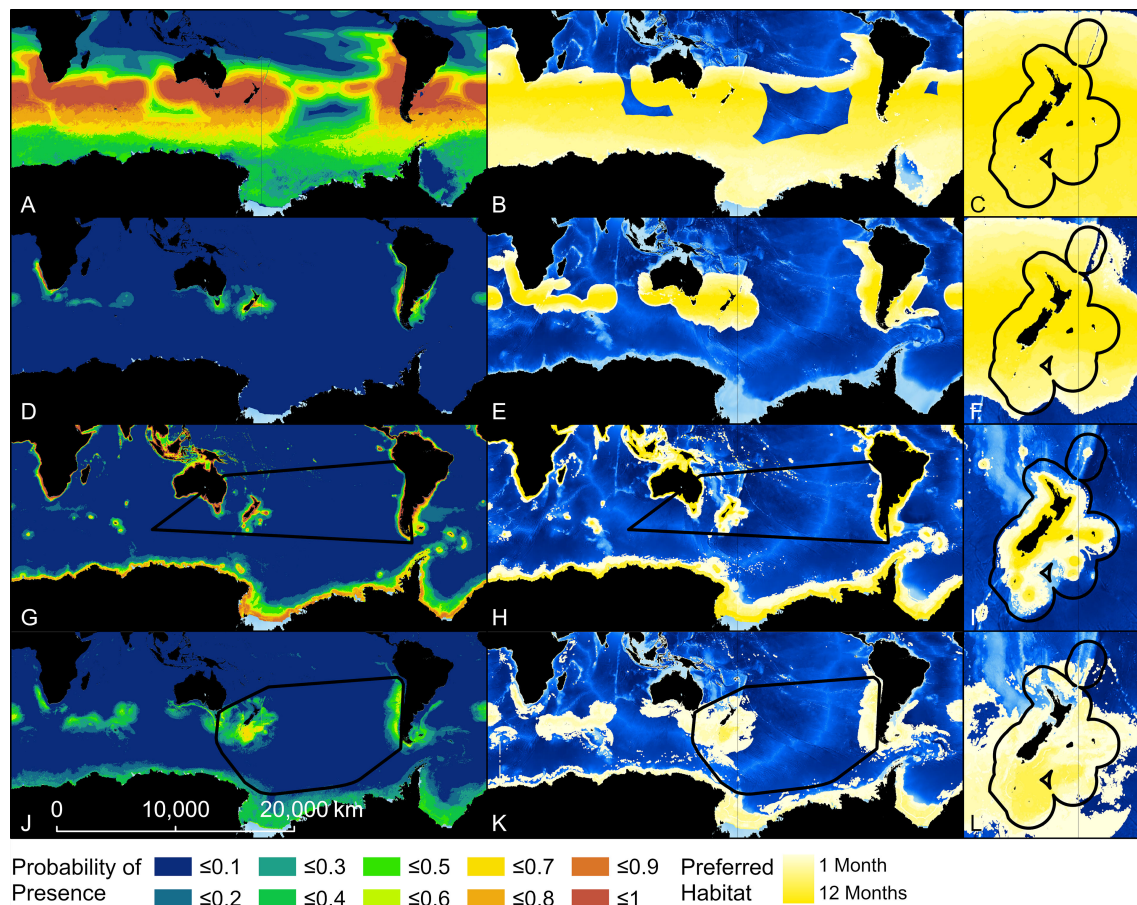 A
B
C
D
E
F
G
H
I
0 10,000 20,000 km
J
K
L
Probability of Presence
≤0.1 ≤0.3 ≤0.5 ≤0.7 ≤0.9
≤0.2 ≤0.4 ≤0.6 ≤0.8 ≤1
Preferred Habitat
1 Month
12 Months